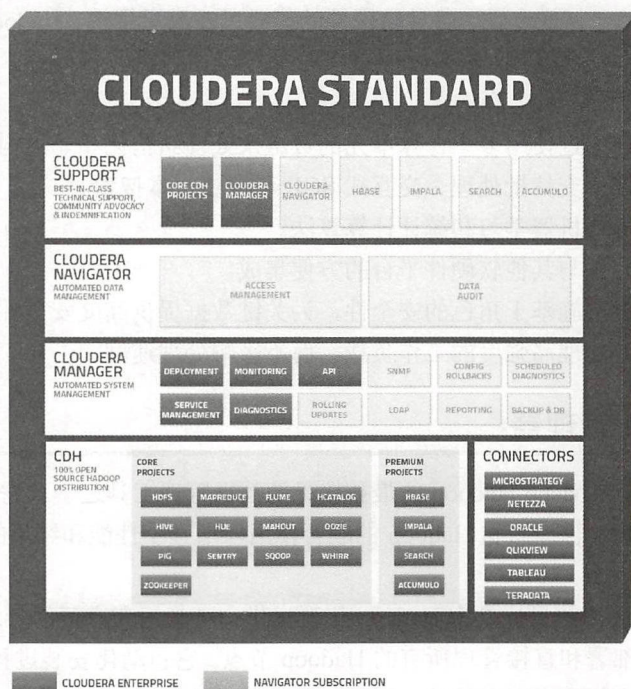 CLOUDERA STANDARD
CLOUDERA
SUPPORT
BEST-IN-CLASS
TECHNICAL SUPPORT,
COMMUNITY ADVOCACY
& INDEMNIFICATION
CORE CDH
PROJECTS
CLOUDERA
MANAGER
CLOUDERA
NAVIGATOR
HBASE
IMPALA
SEARCH
ACCUMULO
CLOUDERA
NAVIGATOR
AUTOMATED DATA
MANAGEMENT
ACCESS
MANAGEMENT
DATA
AUDIT
CLOUDERA
MANAGER
AUTOMATED SYSTEM
MANAGEMENT
DEPLOYMENT
MONITORING
API
SNMP
CONFIG
ROLLBACKS
SCHEDULED
DIAGNOSTICS
SERVICE
MANAGEMENT
DIAGNOSTICS
ROLLING
UPDATES
LDAP
REPORTING
BACKUP & DR
CDH
100% OPEN
SOURCE HADOOP
DISTRIBUTION
CORE
PROJECTS
HDFS
MAPREDUCE
FLUME
HCATALOG
HIVE
HUE
MAHOUT
OOZIE
PIG
SENTRY
SQOOP
WHIRR
ZOOKEEPER
PREMIUM
PROJECTS
HBASE
IMPALA
SEARCH
ACCUMULO
CONNECTORS
MICROSTRATEGY
NETEZZA
ORACLE
QLIKVIEW
TABLEAU
TERADATA
CLOUDERA ENTERPRISE
NAVIGATOR SUBSCRIPTION